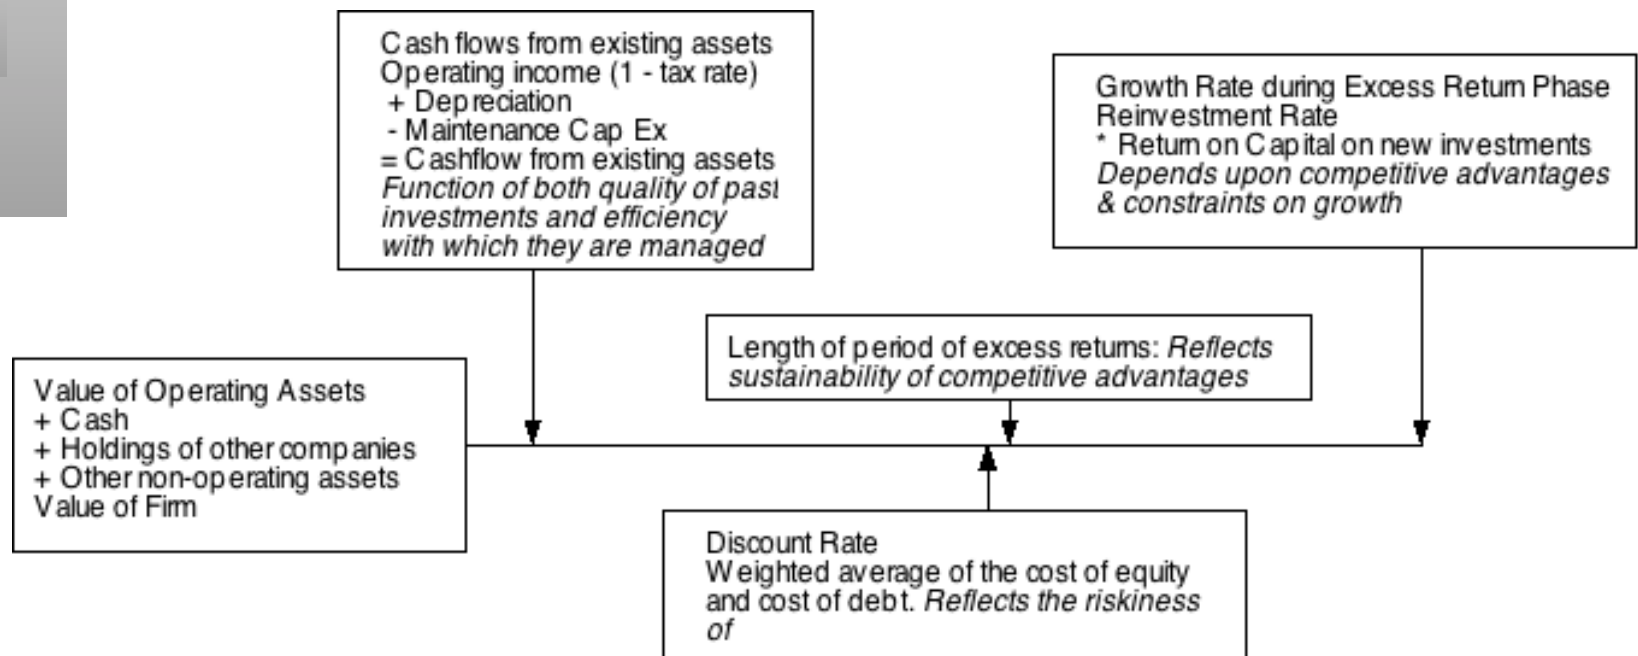 Cash flows from existing assets
Operating income (1 - tax rate)
+ Depreciation
- Maintenance Cap Ex
= Cashflow from existing assets
Function of both quality of past
investments and efficiency
with which they are managed
Growth Rate during Excess Return Phase
Reinvestment Rate
* Return on Capital on new investments
Depends upon competitive advantages
& constraints on growth
Length of period of excess returns: Reflects
sustainability of competitive advantages
Value of Operating Assets
+ Cash
+ Holdings of other companies
+ Other non-operating assets
Value of Firm
Discount Rate
Weighted average of the cost of equity
and cost of debt. Reflects the riskiness
of